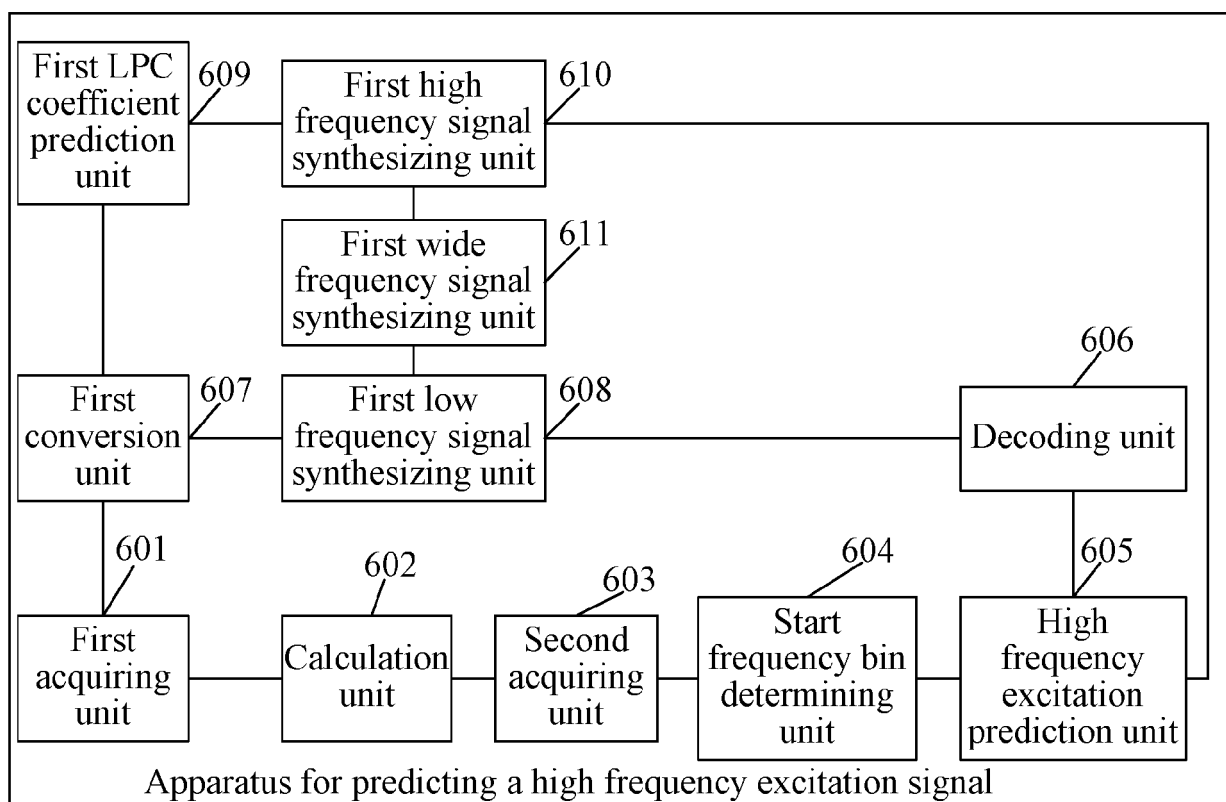 First LPC
coefficient
prediction
unit
609
First high
frequency signal
synthesizing unit
610
First wide
frequency signal
synthesizing unit
611
First
conversion
unit
607
First low
frequency signal
synthesizing unit
608
606
Decoding unit
601
First
acquiring
unit
602
Calculation
unit
603
Second
acquiring
unit
604
Start
frequency bin
determining
unit
605
High
frequency
excitation
prediction unit
Apparatus for predicting a high frequency excitation signal